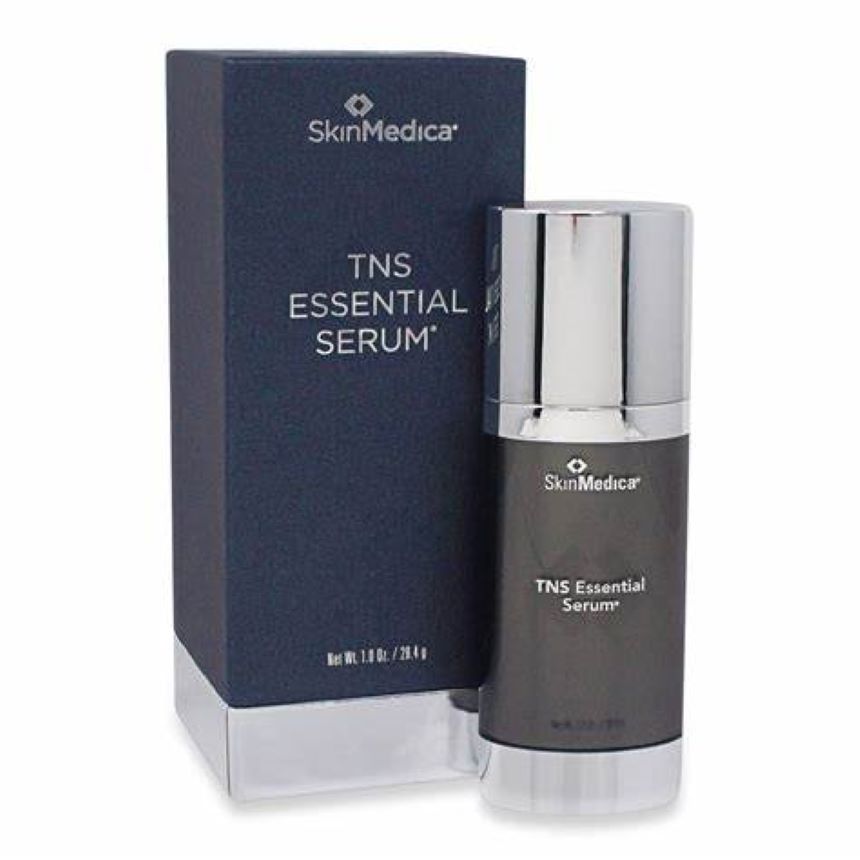 SkinMedica®
TNS
ESSENTIAL
SERUM®
Net Wt. 1.0 Oz. / 28.4 g
SkinMedica®
TNS Essential
Serum®